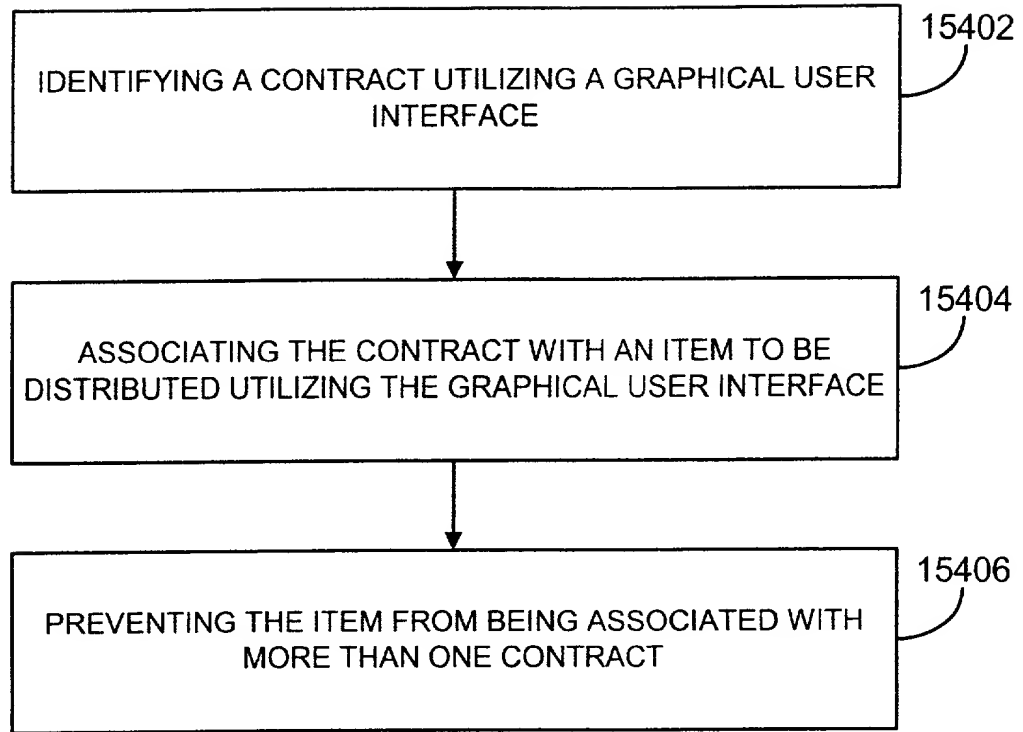 15402
IDENTIFYING A CONTRACT UTILIZING A GRAPHICAL USER
INTERFACE
15404
ASSOCIATING THE CONTRACT WITH AN ITEM TO BE
DISTRIBUTED UTILIZING THE GRAPHICAL USER INTERFACE
15406
PREVENTING THE ITEM FROM BEING ASSOCIATED WITH
MORE THAN ONE CONTRACT